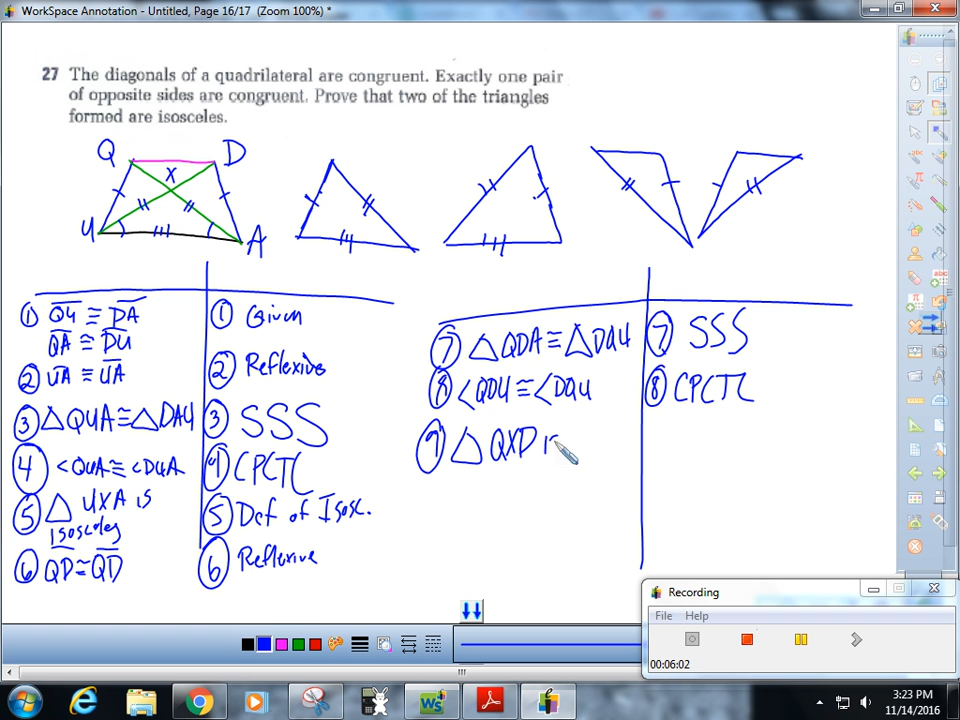 WorkSpace Annotation - Untitled, Page 16/17 (Zoom 100%) *
27 The diagonals of a quadrilateral are congruent. Exactly one pair
of opposite sides are congruent. Prove that two of the triangles
formed are isosceles.
Q D
x
U A
① QU ≅ DA ① Given
QA ≅ DU
② UA ≅ UA ② Reflexive
③ △QUA ≅ △DAU ③ SSS
④ <QUA ≅ <DUA ④ CPCTC
⑤ △ UXA is ⑤ Def of Isosc.
isosceles
⑥ QD ≅ QD ⑥ Reflexive
⑦ △QDA ≅ △DQU ⑦ SSS
⑧ <QDU ≅ <DQU ⑧ CPCTC
⑨ △ QXD
Recording
File Help
00:06:02
3:23 PM
11/14/2016